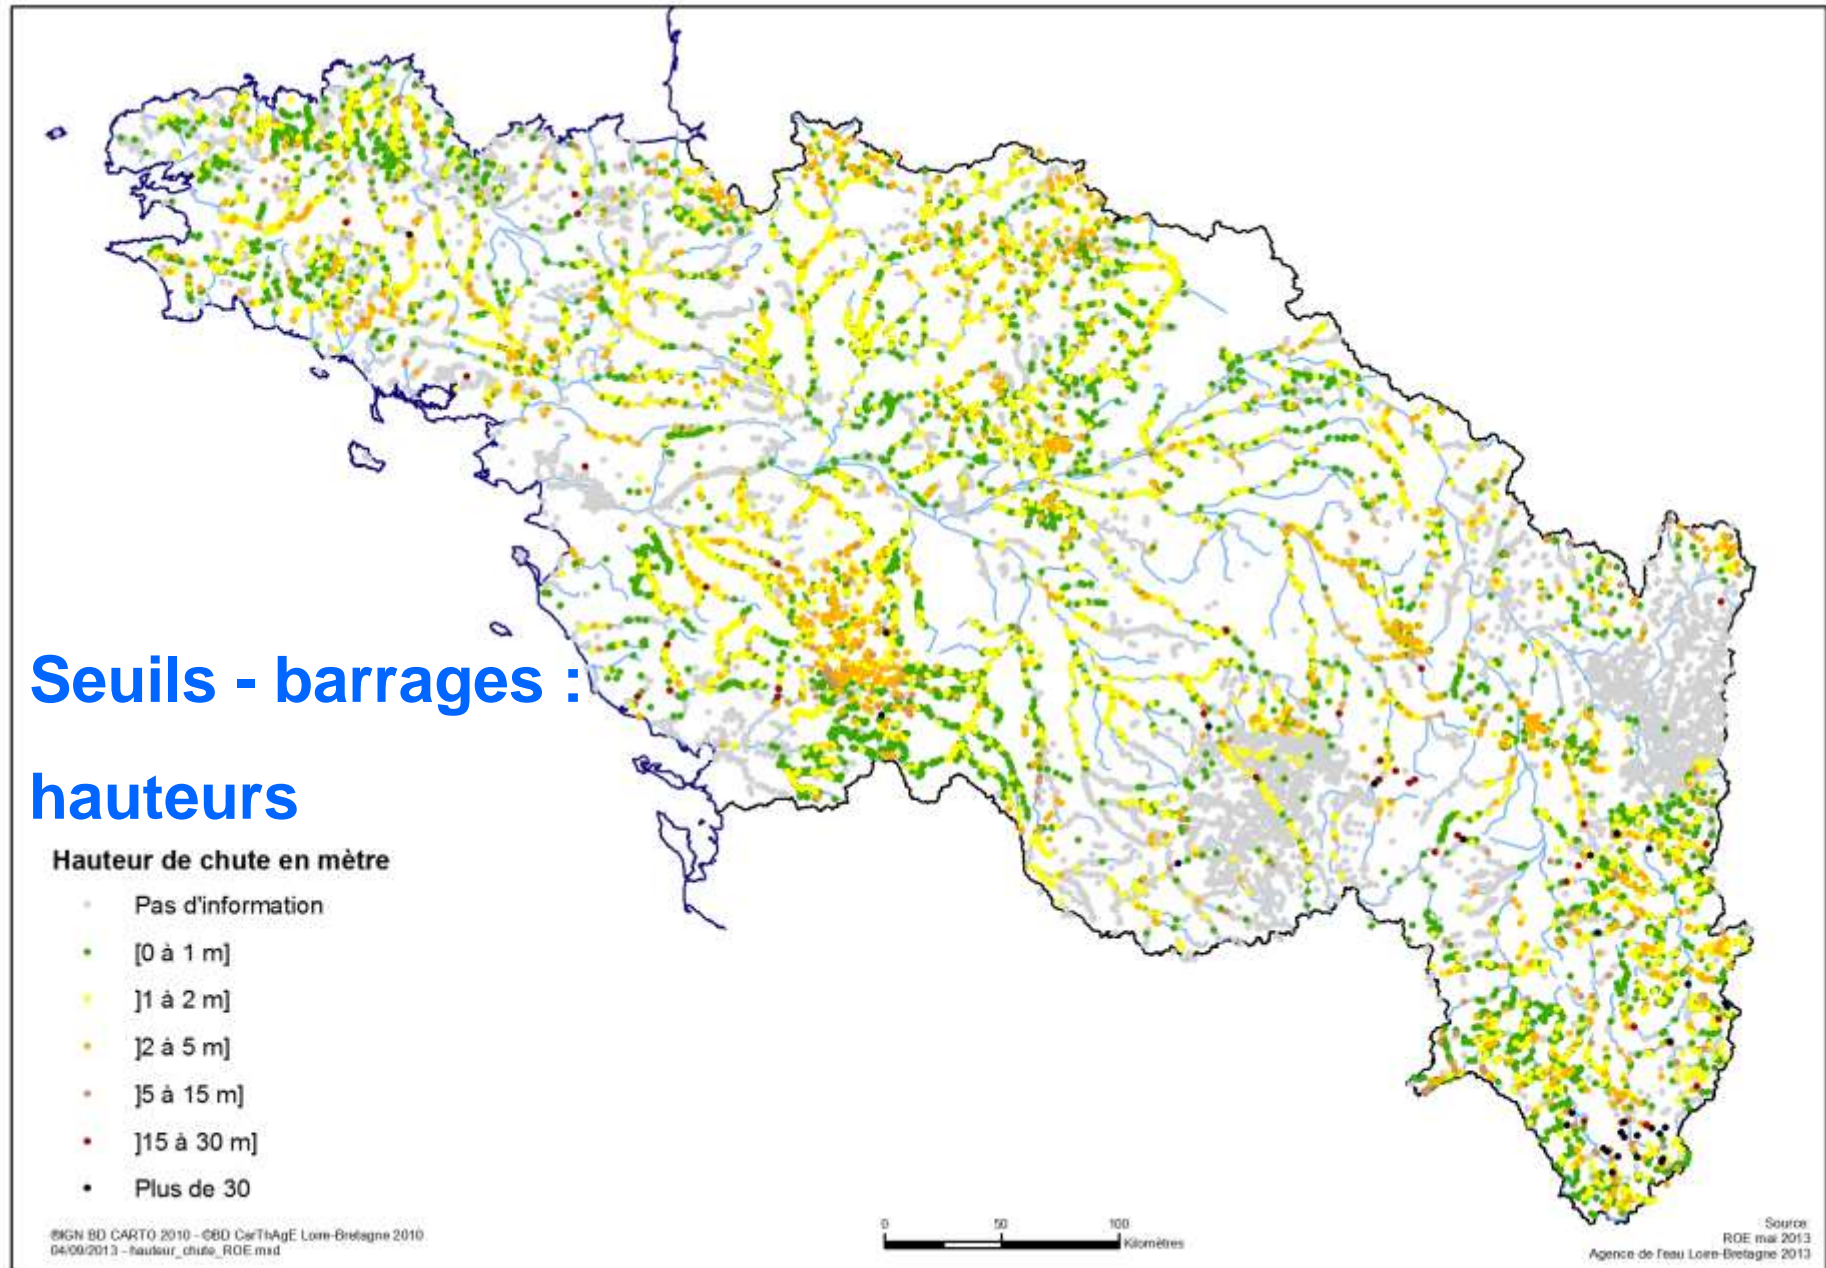 Seuils - barrages :
hauteurs
Hauteur de chute en mètre
Pas d'information
[0 à 1 m]
]1 à 2 m]
]2 à 5 m]
]5 à 15 m]
]15 à 30 m]
Plus de 30
©IGN BD CARTO 2010 - ©BD CarThAgE Loire-Bretagne 2010
04/09/2013 - hauteur_chute_ROE.mxd
0 50 100
Kilomètres
Source:
ROE mai 2013
Agence de l'eau Loire-Bretagne 2013